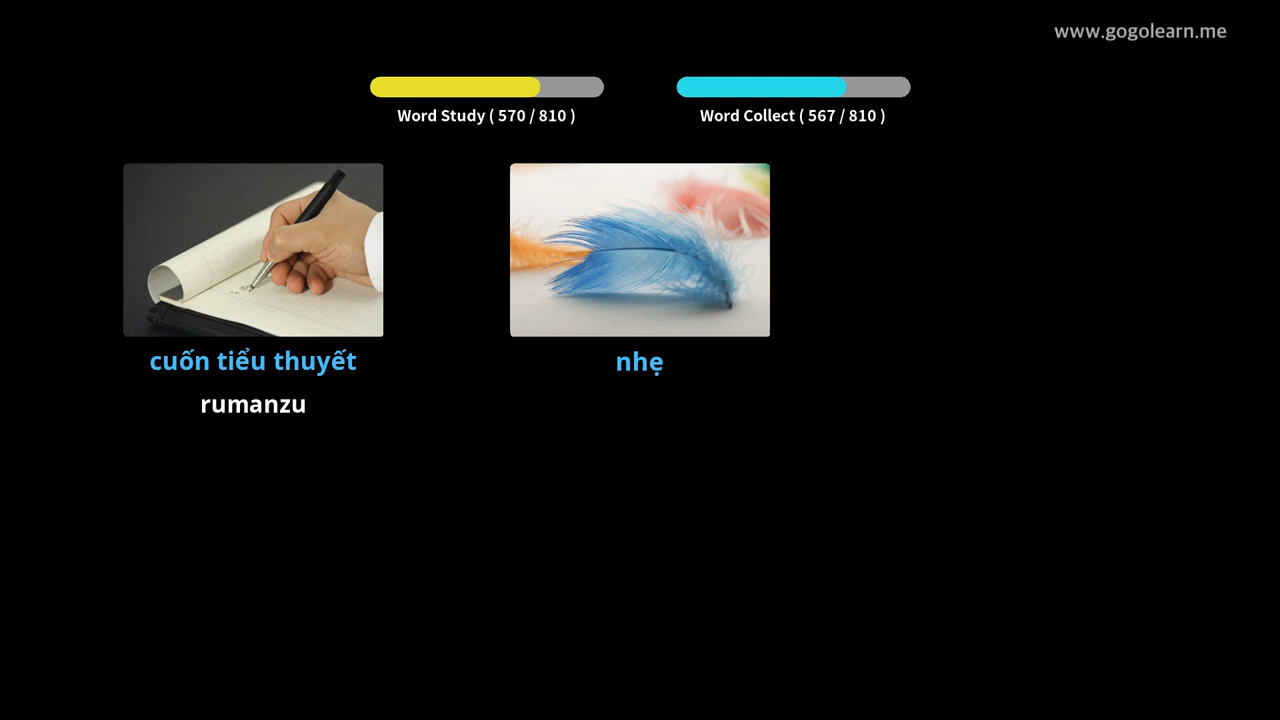 www.gogolearn.me
Word Study ( 570 / 810 )
Word Collect ( 567 / 810 )
cuốn tiểu thuyết
rumanzu
nhẹ